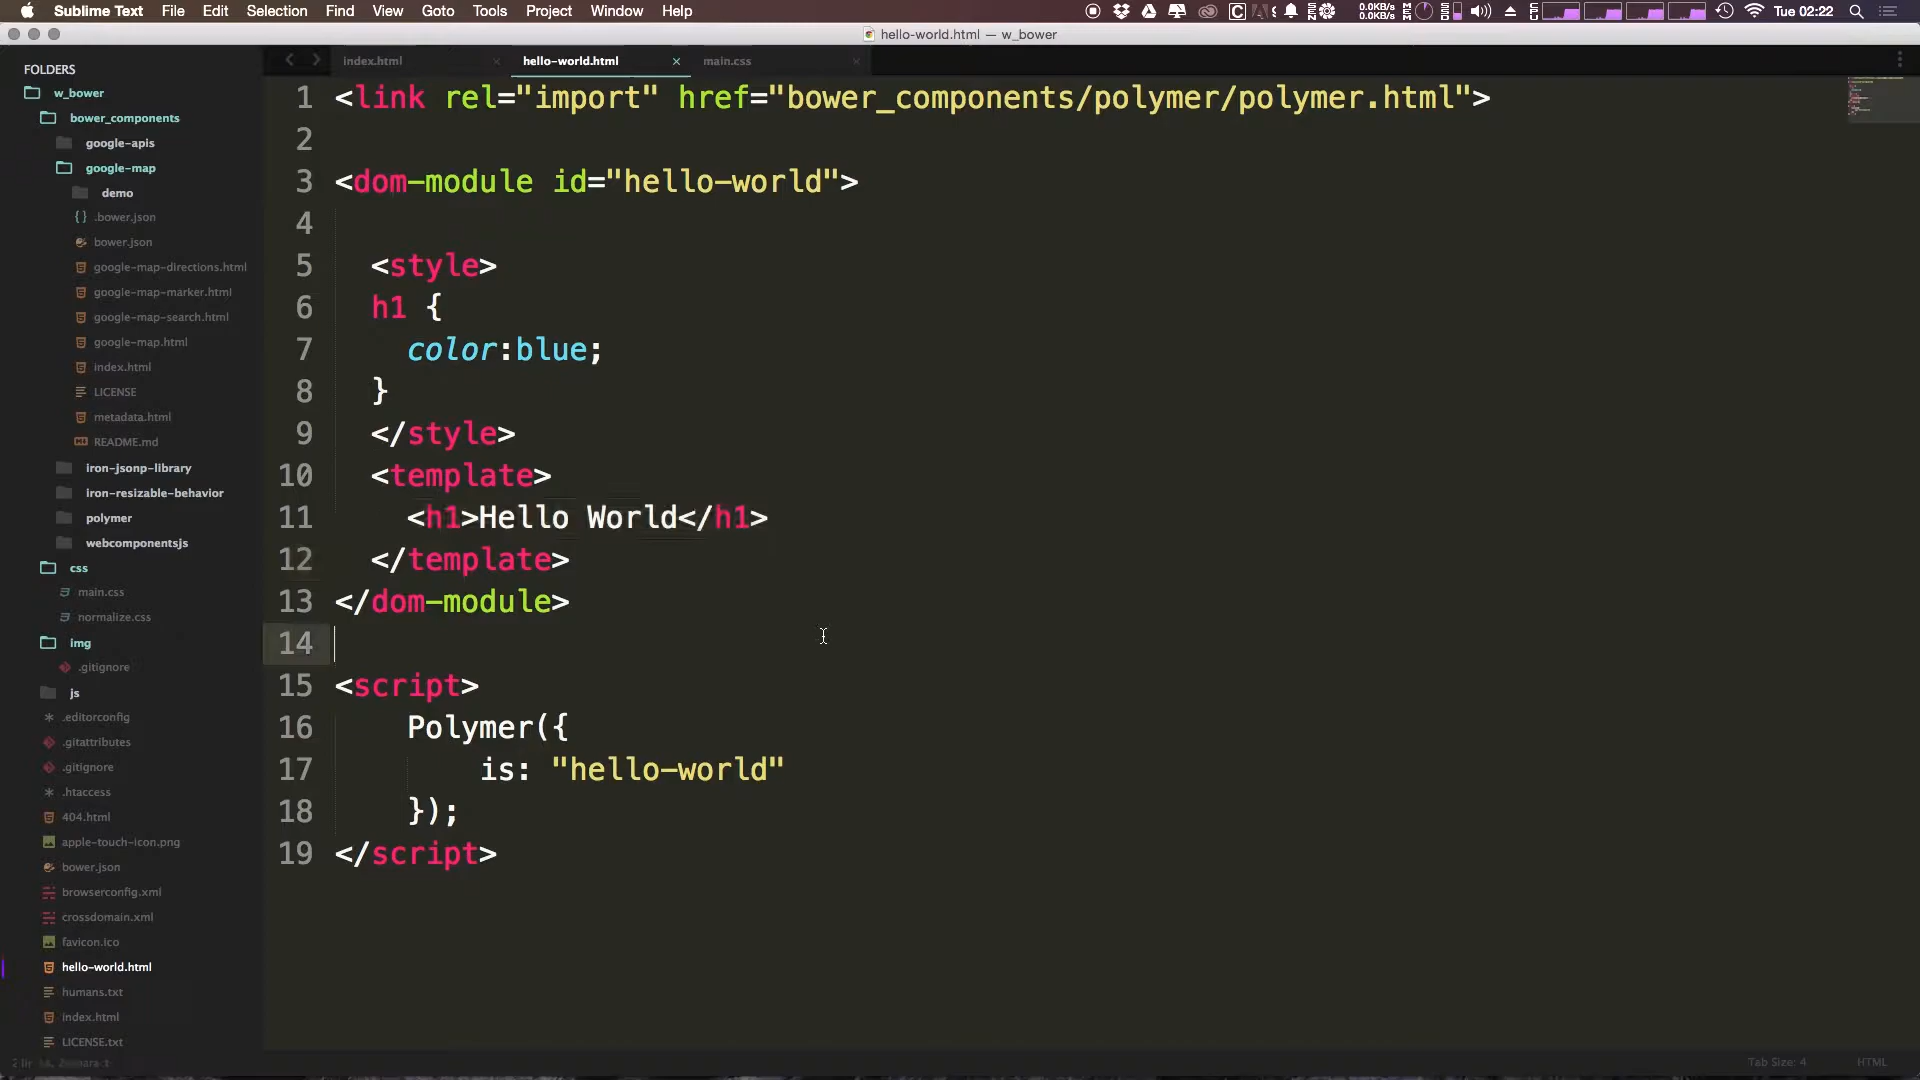 Sublime Text File Edit Selection Find View Goto Tools Project Window Help 0.0KB/s 0.0KB/s Tue 02:22
hello-world.html — w_bower
FOLDERS
w_bower
bower_components
google-apis
google-map
demo
.bower.json
bower.json
google-map-directions.html
google-map-marker.html
google-map-search.html
google-map.html
index.html
LICENSE
metadata.html
README.md
iron-jsonp-library
iron-resizable-behavior
polymer
webcomponentsjs
css
main.css
normalize.css
img
.gitignore
js
.editorconfig
.gitattributes
.gitignore
.htaccess
404.html
apple-touch-icon.png
bower.json
browserconfig.xml
crossdomain.xml
favicon.ico
hello-world.html
humans.txt
index.html
LICENSE.txt
index.html hello-world.html main.css
1 <link rel="import" href="bower_components/polymer/polymer.html">
2
3 <dom-module id="hello-world">
4
5 <style>
6 h1 {
7 color:blue;
8 }
9 </style>
10 <template>
11 <h1>Hello World</h1>
12 </template>
13 </dom-module>
14
15 <script>
16 Polymer({
17 is: "hello-world"
18 });
19 </script>
Tab Size: 4 HTML